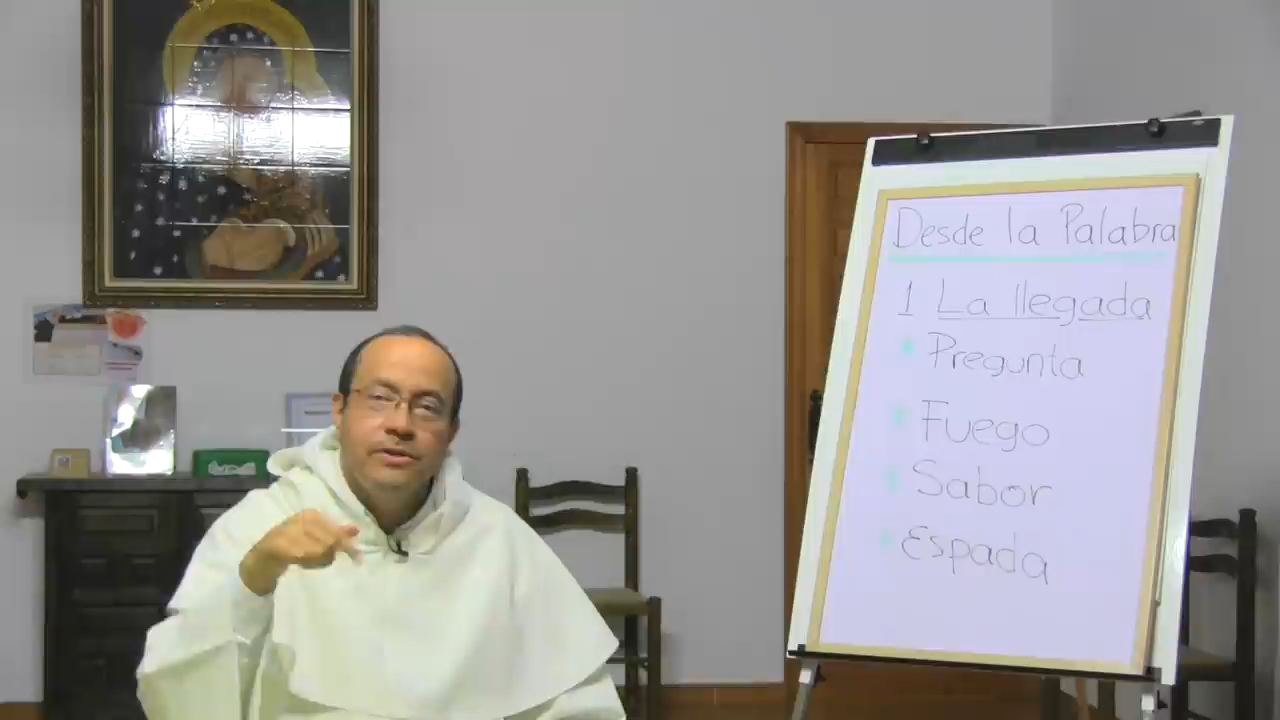 Desde la Palabra
1 La llegada
Pregunta
Fuego
Sabor
Espada